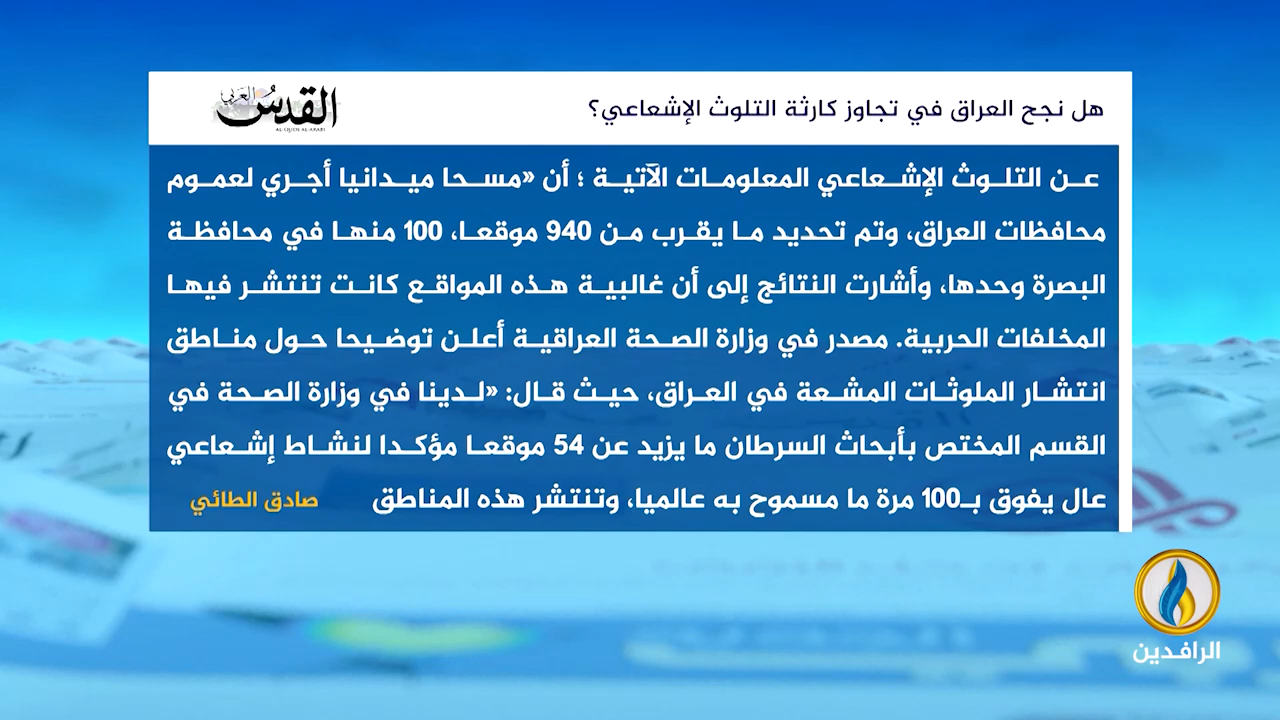 هل نجح العراق في تجاوز كارثة التلوث الإشعاعي؟
القدس العربي
AL-QUDS AL-ARABI
عن التلوث الإشعاعي المعلومات الآتية ؛ أن «مسحا ميدانيا أجري لعموم
محافظات العراق، وتم تحديد ما يقرب من 940 موقعا، 100 منها في محافظة
البصرة وحدها، وأشارت النتائج إلى أن غالبية هذه المواقع كانت تنتشر فيها
المخلفات الحربية. مصدر في وزارة الصحة العراقية أعلن توضيحا حول مناطق
انتشار الملوثات المشعة في العراق، حيث قال: «لدينا في وزارة الصحة في
القسم المختص بأبحاث السرطان ما يزيد عن 54 موقعا مؤكدا لنشاط إشعاعي
عال يفوق بـ100 مرة ما مسموح به عالميا، وتنتشر هذه المناطق
صادق الطائي
الرافدين